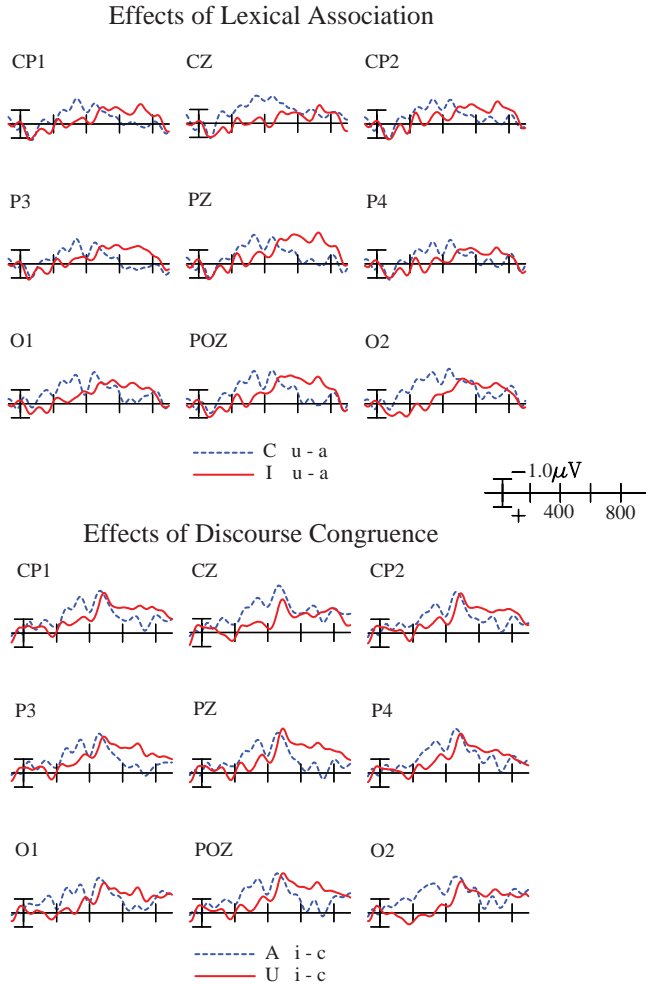 Effects of Lexical Association
CP1 CZ CP2
P3 PZ P4
O1 POZ O2
C u - a
I u - a
−1.0µV
+ 400 800
Effects of Discourse Congruence
CP1 CZ CP2
P3 PZ P4
O1 POZ O2
A i - c
U i - c